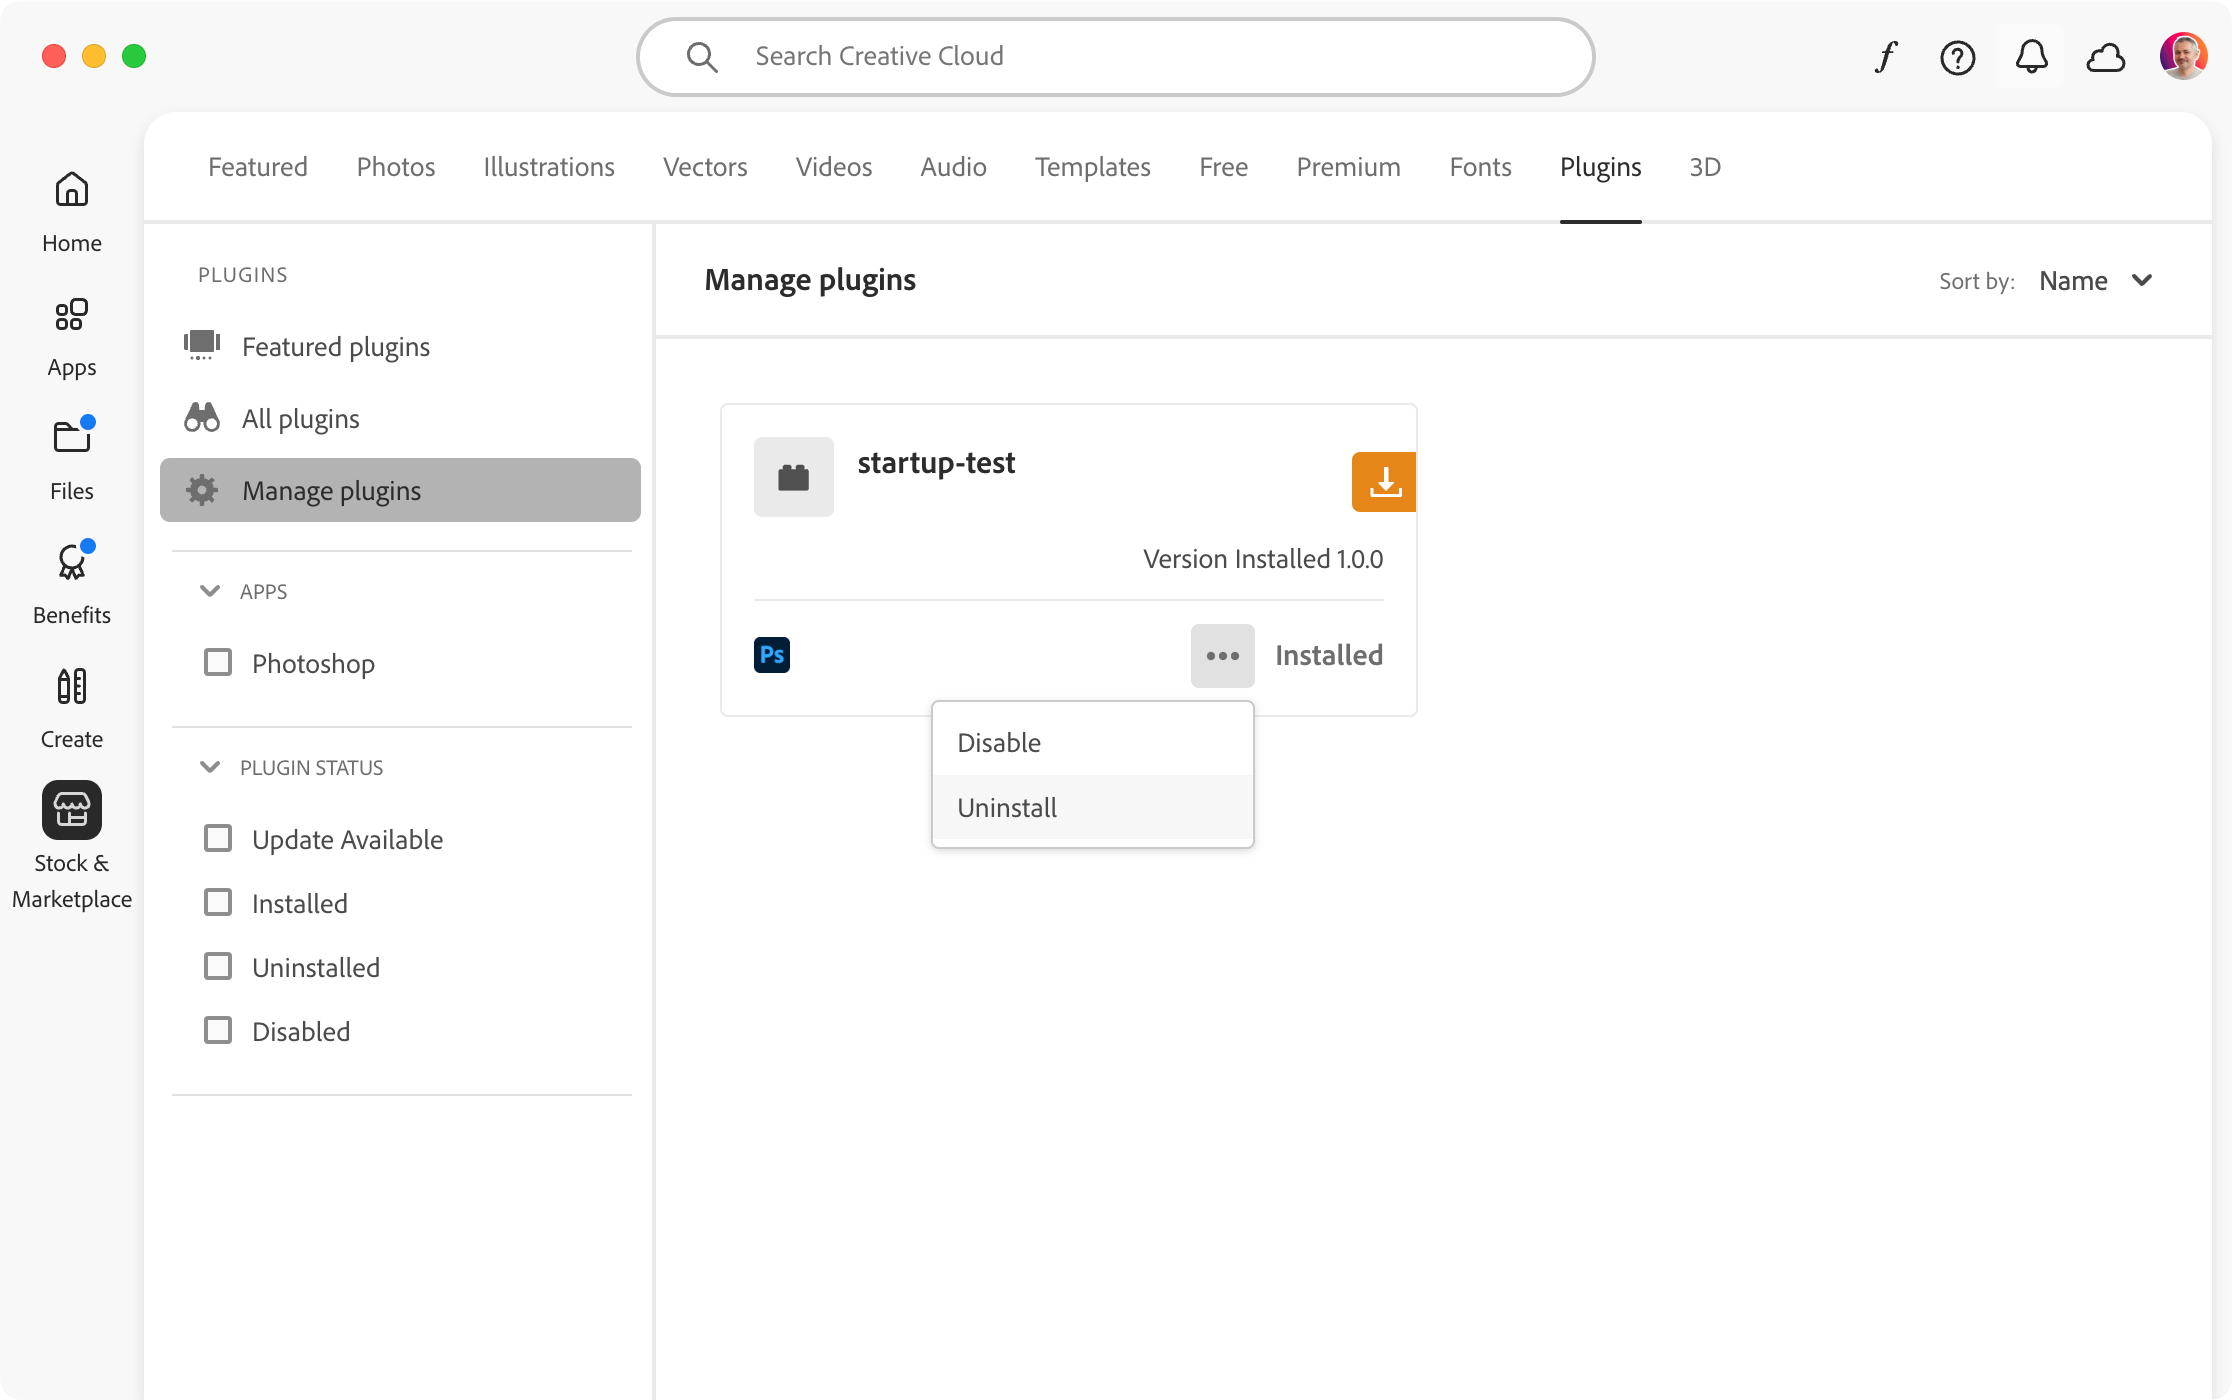 Search Creative Cloud
Featured Photos Illustrations Vectors Videos Audio Templates Free Premium Fonts Plugins 3D
Home
Apps
Files
Benefits
Create
Stock &
Marketplace
PLUGINS
Featured plugins
All plugins
Manage plugins
APPS
Photoshop
PLUGIN STATUS
Update Available
Installed
Uninstalled
Disabled
Manage plugins
Sort by: Name
startup-test
Version Installed 1.0.0
Ps
Installed
Disable
Uninstall